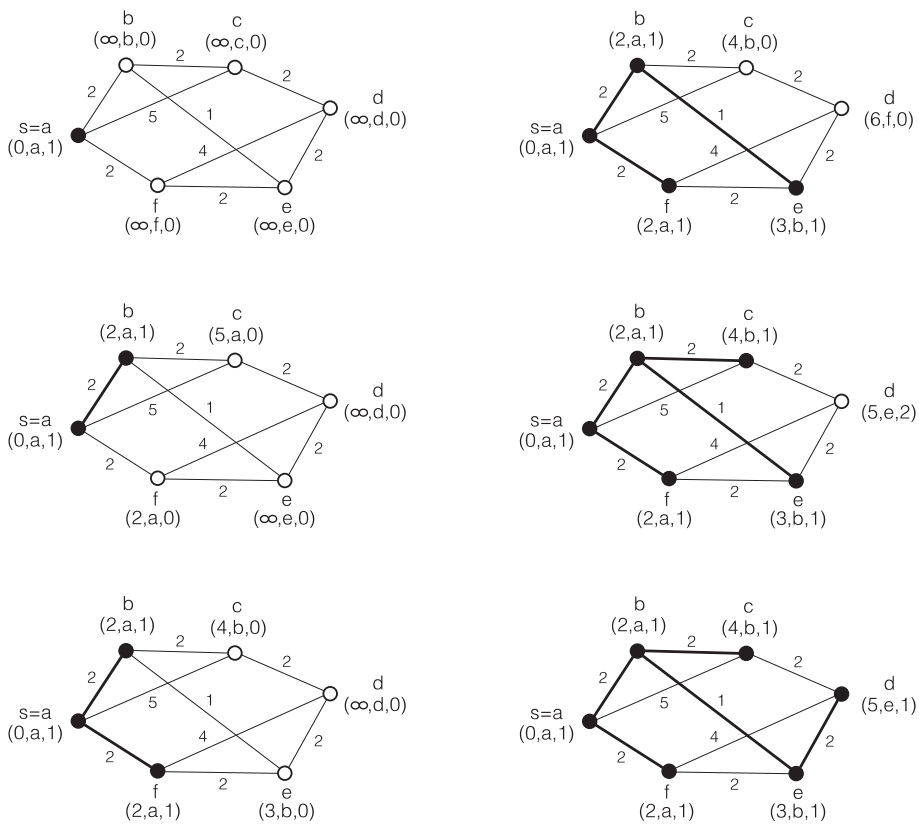 b
(∞,b,0)
c
(∞,c,0)
2
2
2
d
(∞,d,0)
s=a
(0,a,1)
5
1
4
2
2
2
f
(∞,f,0)
e
(∞,e,0)
b
(2,a,1)
c
(4,b,0)
2
2
2
d
(6,f,0)
s=a
(0,a,1)
5
1
4
2
2
2
f
(2,a,1)
e
(3,b,1)
b
(2,a,1)
c
(5,a,0)
2
2
2
d
(∞,d,0)
s=a
(0,a,1)
5
1
4
2
2
2
f
(2,a,0)
e
(∞,e,0)
b
(2,a,1)
c
(4,b,1)
2
2
2
d
(5,e,2)
s=a
(0,a,1)
5
1
4
2
2
2
f
(2,a,1)
e
(3,b,1)
b
(2,a,1)
c
(4,b,0)
2
2
2
d
(∞,d,0)
s=a
(0,a,1)
5
1
4
2
2
2
f
(2,a,1)
e
(3,b,0)
b
(2,a,1)
c
(4,b,1)
2
2
2
d
(5,e,1)
s=a
(0,a,1)
5
1
4
2
2
2
f
(2,a,1)
e
(3,b,1)